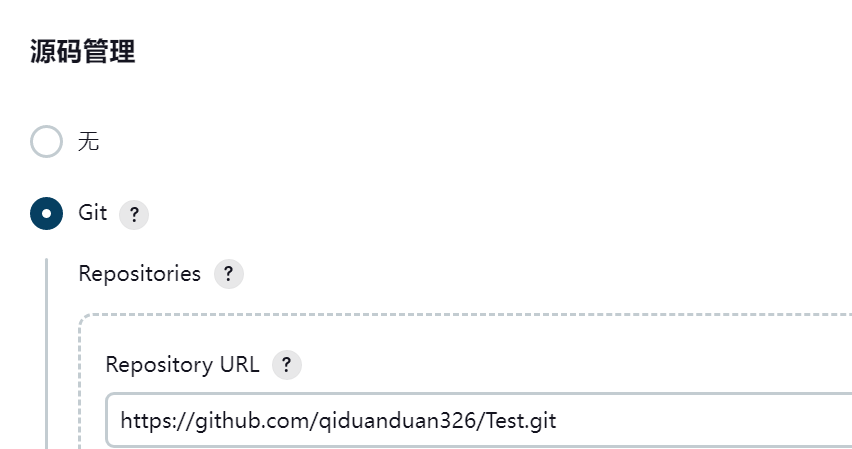 源码管理
无
Git ?
Repositories ?
Repository URL ?
https://github.com/qiduanduan326/Test.git